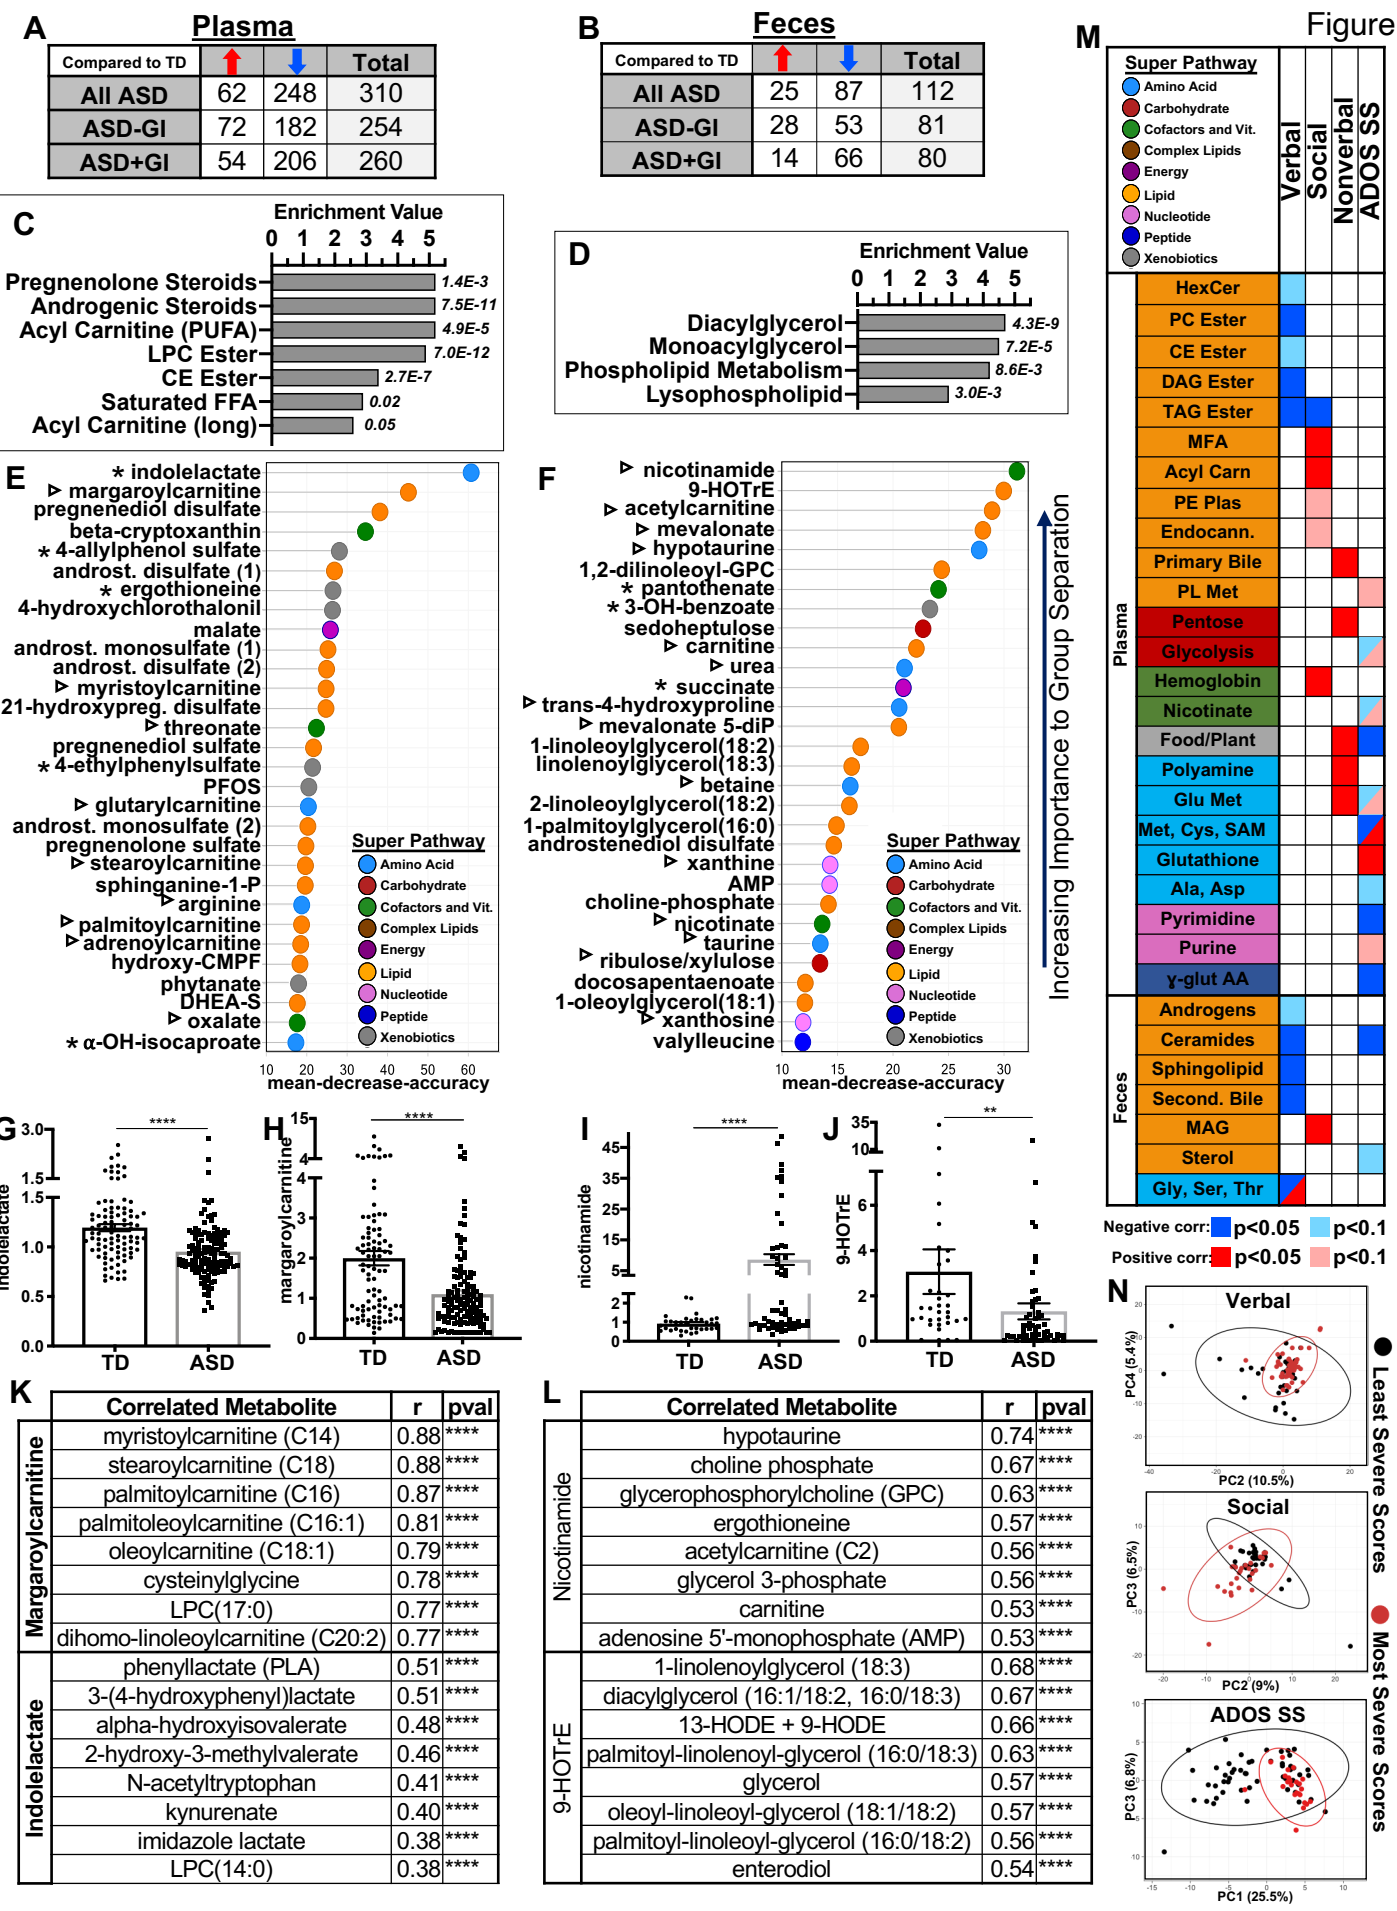 Figure
A
Plasma
Compared to TD Total
All ASD 62 248 310
ASD-GI 72 182 254
ASD+GI 54 206 260
B
Feces
Compared to TD Total
All ASD 25 87 112
ASD-GI 28 53 81
ASD+GI 14 66 80
C
Enrichment Value
0 1 2 3 4 5
Pregnenolone Steroids 1.4E-3
Androgenic Steroids 7.5E-11
Acyl Carnitine (PUFA) 4.9E-5
LPC Ester 7.0E-12
CE Ester 2.7E-7
Saturated FFA 0.02
Acyl Carnitine (long) 0.05
D
Enrichment Value
0 1 2 3 4 5
Diacylglycerol 4.3E-9
Monoacylglycerol 7.2E-5
Phospholipid Metabolism 8.6E-3
Lysophospholipid 3.0E-3
E
* indolelactate
margaroylcarnitine
pregnenediol disulfate
beta-cryptoxanthin
* 4-allylphenol sulfate
androst. disulfate (1)
* ergothioneine
4-hydroxychlorothalonil
malate
androst. monosulfate (1)
androst. disulfate (2)
myristoylcarnitine
21-hydroxypreg. disulfate
threonate
pregnenediol sulfate
* 4-ethylphenylsulfate
PFOS
glutarylcarnitine
androst. monosulfate (2)
pregnenolone sulfate
stearoylcarnitine
sphinganine-1-P
arginine
palmitoylcarnitine
adrenoylcarnitine
hydroxy-CMPF
phytanate
DHEA-S
oxalate
* α-OH-isocaproate
10 20 30 40 50 60
mean-decrease-accuracy
Super Pathway
Amino Acid
Carbohydrate
Cofactors and Vit.
Complex Lipids
Energy
Lipid
Nucleotide
Peptide
Xenobiotics
F
nicotinamide
9-HOTrE
acetylcarnitine
mevalonate
hypotaurine
1,2-dilinoleoyl-GPC
* pantothenate
* 3-OH-benzoate
sedoheptulose
carnitine
urea
* succinate
trans-4-hydroxyproline
mevalonate 5-diP
1-linoleoylglycerol(18:2)
linolenoylglycerol(18:3)
betaine
2-linoleoylglycerol(18:2)
1-palmitoylglycerol(16:0)
androstenediol disulfate
xanthine
AMP
choline-phosphate
nicotinate
taurine
ribulose/xylulose
docosapentaenoate
1-oleoylglycerol(18:1)
xanthosine
valylleucine
10 15 20 25 30
mean-decrease-accuracy
Super Pathway
Amino Acid
Carbohydrate
Cofactors and Vit.
Complex Lipids
Energy
Lipid
Nucleotide
Peptide
Xenobiotics
Increasing Importance to Group Separation
G
indolelactate
3.0
1.5
1.5
1.0
0.5
0.0
****
TD ASD
H
margaroylcarnitine
15
4
4
3
2
1
0
****
TD ASD
I
nicotinamide
45
35
25
15
5
2
1
0
****
TD ASD
J
9-HOTrE
35
10
6
4
2
0
**
TD ASD
K
Correlated Metabolite r pval
Margaroylcarnitine
myristoylcarnitine (C14) 0.88 ****
stearoylcarnitine (C18) 0.88 ****
palmitoylcarnitine (C16) 0.87 ****
palmitoleoylcarnitine (C16:1) 0.81 ****
oleoylcarnitine (C18:1) 0.79 ****
cysteinylglycine 0.78 ****
LPC(17:0) 0.77 ****
dihomo-linoleoylcarnitine (C20:2) 0.77 ****
Indolelactate
phenyllactate (PLA) 0.51 ****
3-(4-hydroxyphenyl)lactate 0.51 ****
alpha-hydroxyisovalerate 0.48 ****
2-hydroxy-3-methylvalerate 0.46 ****
N-acetyltryptophan 0.41 ****
kynurenate 0.40 ****
imidazole lactate 0.38 ****
LPC(14:0) 0.38 ****
L
Correlated Metabolite r pval
Nicotinamide
hypotaurine 0.74 ****
choline phosphate 0.67 ****
glycerophosphorylcholine (GPC) 0.63 ****
ergothioneine 0.57 ****
acetylcarnitine (C2) 0.56 ****
glycerol 3-phosphate 0.56 ****
carnitine 0.53 ****
adenosine 5'-monophosphate (AMP) 0.53 ****
9-HOTrE
1-linolenoylglycerol (18:3) 0.68 ****
diacylglycerol (16:1/18:2, 16:0/18:3) 0.67 ****
13-HODE + 9-HODE 0.66 ****
palmitoyl-linolenoyl-glycerol (16:0/18:3) 0.63 ****
glycerol 0.57 ****
oleoyl-linoleoyl-glycerol (18:1/18:2) 0.57 ****
palmitoyl-linoleoyl-glycerol (16:0/18:2) 0.56 ****
enterodiol 0.54 ****
M
Super Pathway
Amino Acid
Carbohydrate
Cofactors and Vit.
Complex Lipids
Energy
Lipid
Nucleotide
Peptide
Xenobiotics
Verbal
Social
Nonverbal
ADOS SS
Plasma
HexCer
PC Ester
CE Ester
DAG Ester
TAG Ester
MFA
Acyl Carn
PE Plas
Endocann.
Primary Bile
PL Met
Pentose
Glycolysis
Hemoglobin
Nicotinate
Food/Plant
Polyamine
Glu Met
Met, Cys, SAM
Glutathione
Ala, Asp
Pyrimidine
Purine
ɣ-glut AA
Feces
Androgens
Ceramides
Sphingolipid
Second. Bile
MAG
Sterol
Gly, Ser, Thr
Negative corr: p<0.05 p<0.1
Positive corr: p<0.05 p<0.1
N
Verbal
PC4 (5.4%)
20
10
0
-10
-20
-40 -20 0 20
PC2 (10.5%)
Social
PC3 (6.5%)
10
0
-10
-20
-20 -10 0 10 20
PC2 (9%)
ADOS SS
PC3 (6.8%)
10
5
0
-5
10
-15 -10 -5 0 5 10
PC1 (25.5%)
Least Severe Scores
Most Severe Scores